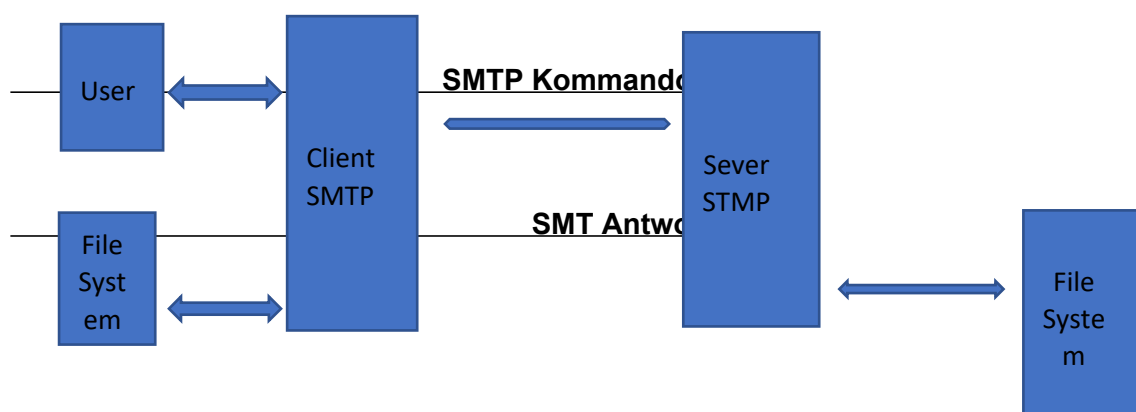 User
SMTP Kommando
Client
SMTP
Sever
STMP
SMT Antwo
File
Syst
em
File
Syste
m